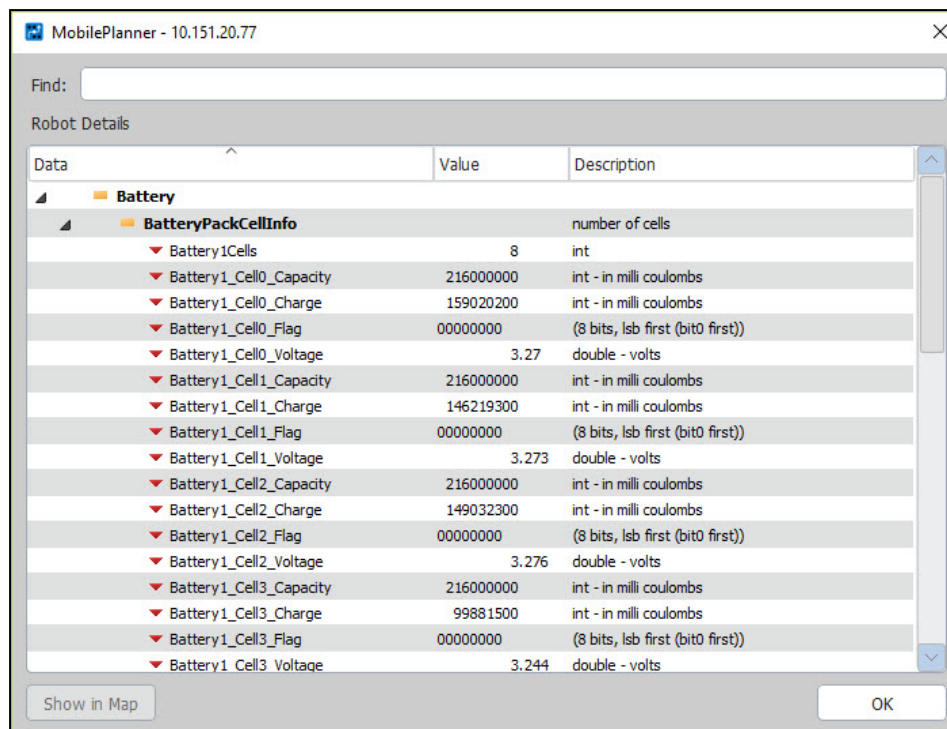 MobilePlanner - 10.151.20.77
Find:
Robot Details
Data Value Description
Battery
BatteryPackCellInfo number of cells
Battery1Cells 8 int
Battery1_Cell0_Capacity 216000000 int - in milli coulombs
Battery1_Cell0_Charge 159020200 int - in milli coulombs
Battery1_Cell0_Flag 00000000 (8 bits, lsb first (bit0 first))
Battery1_Cell0_Voltage 3.27 double - volts
Battery1_Cell1_Capacity 216000000 int - in milli coulombs
Battery1_Cell1_Charge 146219300 int - in milli coulombs
Battery1_Cell1_Flag 00000000 (8 bits, lsb first (bit0 first))
Battery1_Cell1_Voltage 3.273 double - volts
Battery1_Cell2_Capacity 216000000 int - in milli coulombs
Battery1_Cell2_Charge 149032300 int - in milli coulombs
Battery1_Cell2_Flag 00000000 (8 bits, lsb first (bit0 first))
Battery1_Cell2_Voltage 3.276 double - volts
Battery1_Cell3_Capacity 216000000 int - in milli coulombs
Battery1_Cell3_Charge 99881500 int - in milli coulombs
Battery1_Cell3_Flag 00000000 (8 bits, lsb first (bit0 first))
Battery1_Cell3_Voltage 3.244 double - volts
Show in Map OK